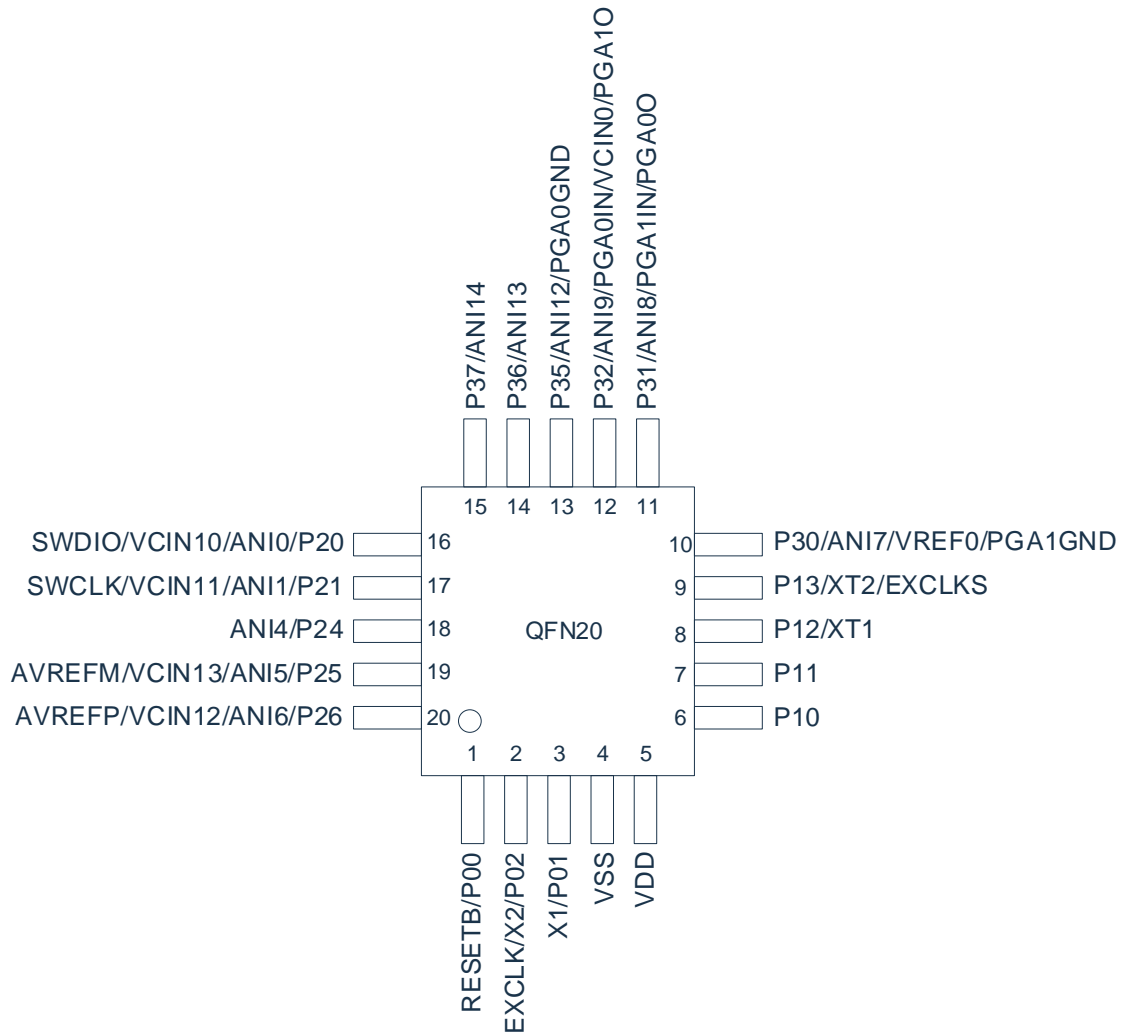 P37/ANI14
P36/ANI13
P35/ANI12/PGA0GND
P32/ANI9/PGA0IN/VCIN0/PGA1O
P31/ANI8/PGA1IN/PGA0O
15
14
13
12
11
SWDIO/VCIN10/ANI0/P20
16
10
P30/ANI7/VREF0/PGA1GND
SWCLK/VCIN11/ANI1/P21
17
9
P13/XT2/EXCLKS
ANI4/P24
18
QFN20
8
P12/XT1
AVREFM/VCIN13/ANI5/P25
19
7
P11
AVREFP/VCIN12/ANI6/P26
20
6
P10
1
2
3
4
5
RESETB/P00
EXCLK/X2/P02
X1/P01
VSS
VDD